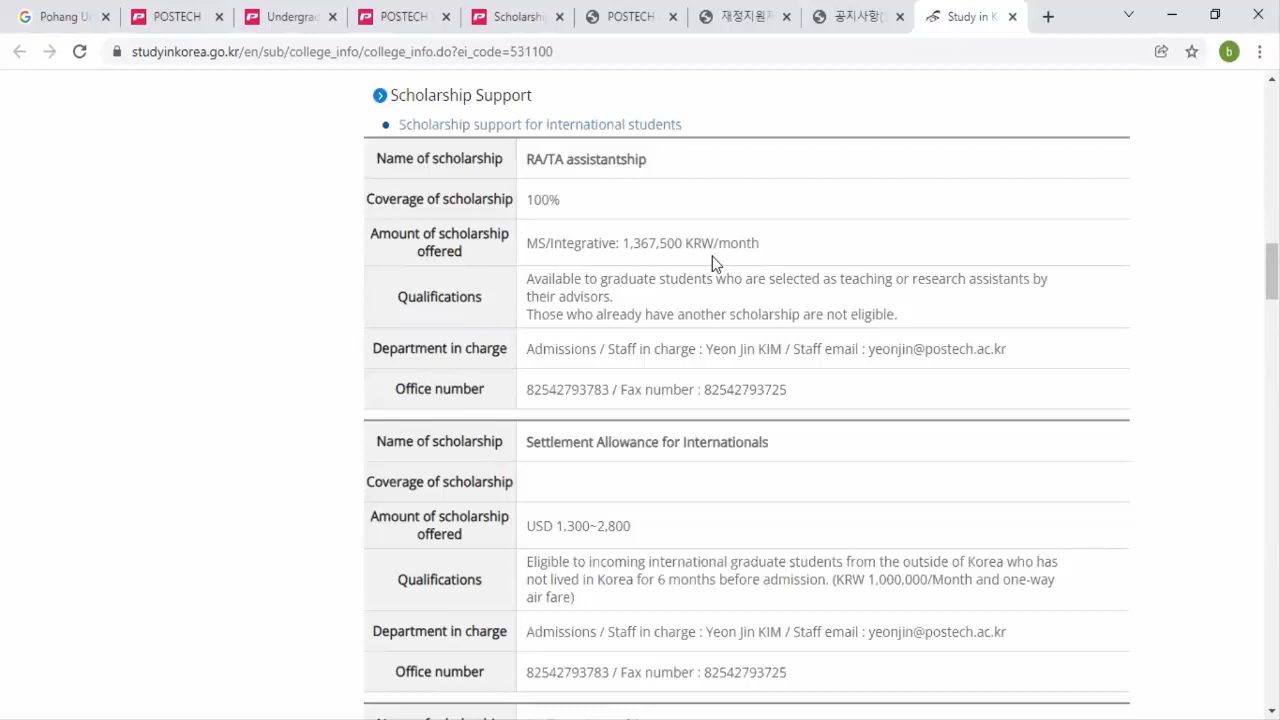 Pohang U
POSTECH
Undergrad
POSTECH
Scholarship
POSTECH
재정지원
공지사항
Study in K
studyinkorea.go.kr/en/sub/college_info/college_info.do?ei_code=531100
b
Scholarship Support
Scholarship support for international students
Name of scholarship RA/TA assistantship
Coverage of scholarship 100%
Amount of scholarship offered MS/Integrative: 1,367,500 KRW/month
Qualifications Available to graduate students who are selected as teaching or research assistants by
their advisors.
Those who already have another scholarship are not eligible.
Department in charge Admissions / Staff in charge : Yeon Jin KIM / Staff email : yeonjin@postech.ac.kr
Office number 82542793783 / Fax number : 82542793725
Name of scholarship Settlement Allowance for Internationals
Coverage of scholarship
Amount of scholarship offered USD 1.300~2,800
Qualifications Eligible to incoming international graduate students from the outside of Korea who has
not lived in Korea for 6 months before admission. (KRW 1,000,000/Month and one-way
air fare)
Department in charge Admissions / Staff in charge : Yeon Jin KIM / Staff email : yeonjin@postech.ac.kr
Office number 82542793783 / Fax number : 82542793725